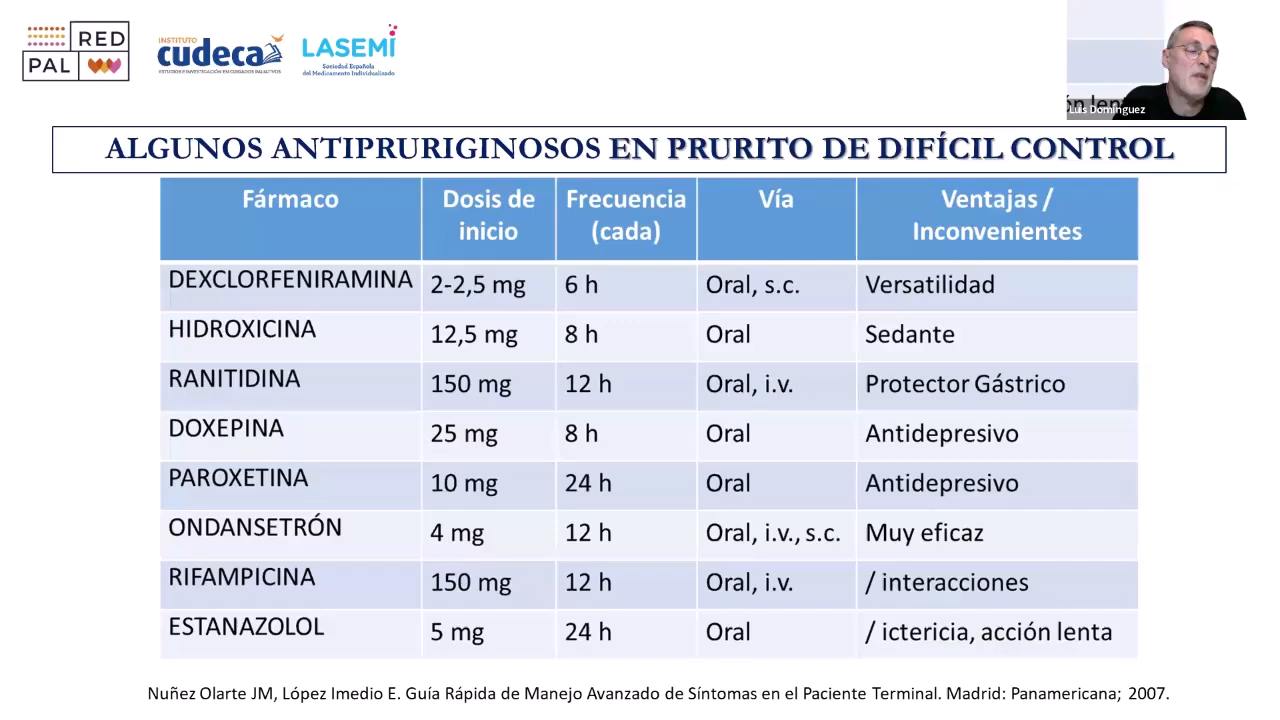 RED
PAL
INSTITUTO
cudeca
ESTUDIOS E INVESTIGACIÓN EN CUIDADOS PALIATIVOS
LASEMI
Sociedad Española
del Medicamento Individualizado
Luis Domínguez
ALGUNOS ANTIPRURIGINOSOS EN PRURITO DE DIFÍCIL CONTROL
Fármaco Dosis de inicio Frecuencia (cada) Vía Ventajas / Inconvenientes
DEXCLORFENIRAMINA 2-2,5 mg 6 h Oral, s.c. Versatilidad
HIDROXICINA 12,5 mg 8 h Oral Sedante
RANITIDINA 150 mg 12 h Oral, i.v. Protector Gástrico
DOXEPINA 25 mg 8 h Oral Antidepresivo
PAROXETINA 10 mg 24 h Oral Antidepresivo
ONDANSETRÓN 4 mg 12 h Oral, i.v., s.c. Muy eficaz
RIFAMPICINA 150 mg 12 h Oral, i.v. / interacciones
ESTANAZOLOL 5 mg 24 h Oral / ictericia, acción lenta
Nuñez Olarte JM, López Imedio E. Guía Rápida de Manejo Avanzado de Síntomas en el Paciente Terminal. Madrid: Panamericana; 2007.